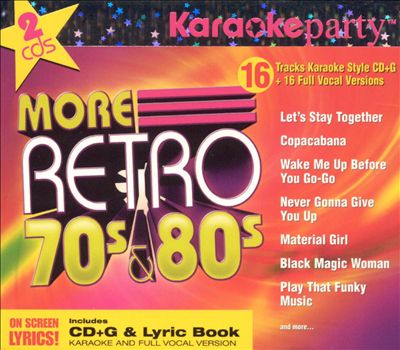 2
cds
Karaokeparty™
16
Tracks Karaoke Style CD+G
+ 16 Full Vocal Versions
MORE
RETRO
70s & 80s
Let's Stay Together
Copacabana
Wake Me Up Before
You Go-Go
Never Gonna Give
You Up
Material Girl
Black Magic Woman
Play That Funky
Music
and more...
ON SCREEN
LYRICS!
Includes
CD+G & Lyric Book
KARAOKE AND FULL VOCAL VERSION